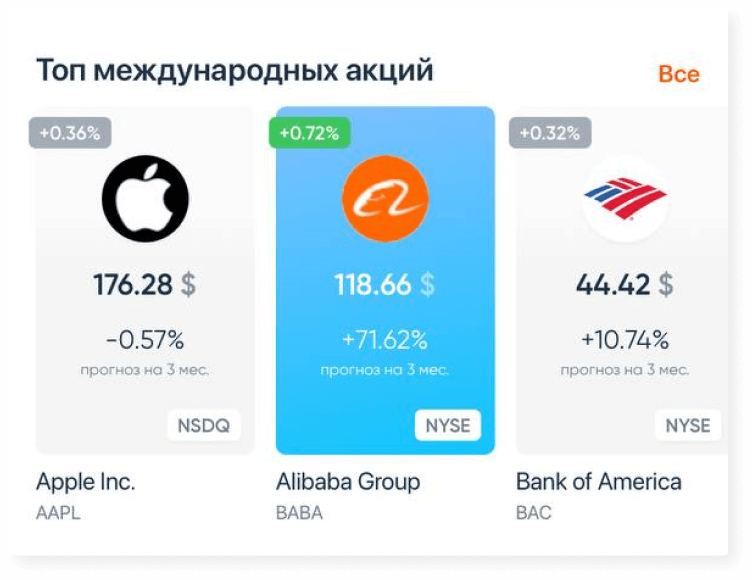 Топ международных акций
Все
+0.36%
176.28 $
-0.57%
прогноз на 3 мес.
NSDQ
Apple Inc.
AAPL
+0.72%
118.66 $
+71.62%
прогноз на 3 мес.
NYSE
Alibaba Group
BABA
+0.32%
44.42 $
+10.74%
прогноз на 3 мес.
NYSE
Bank of America
BAC